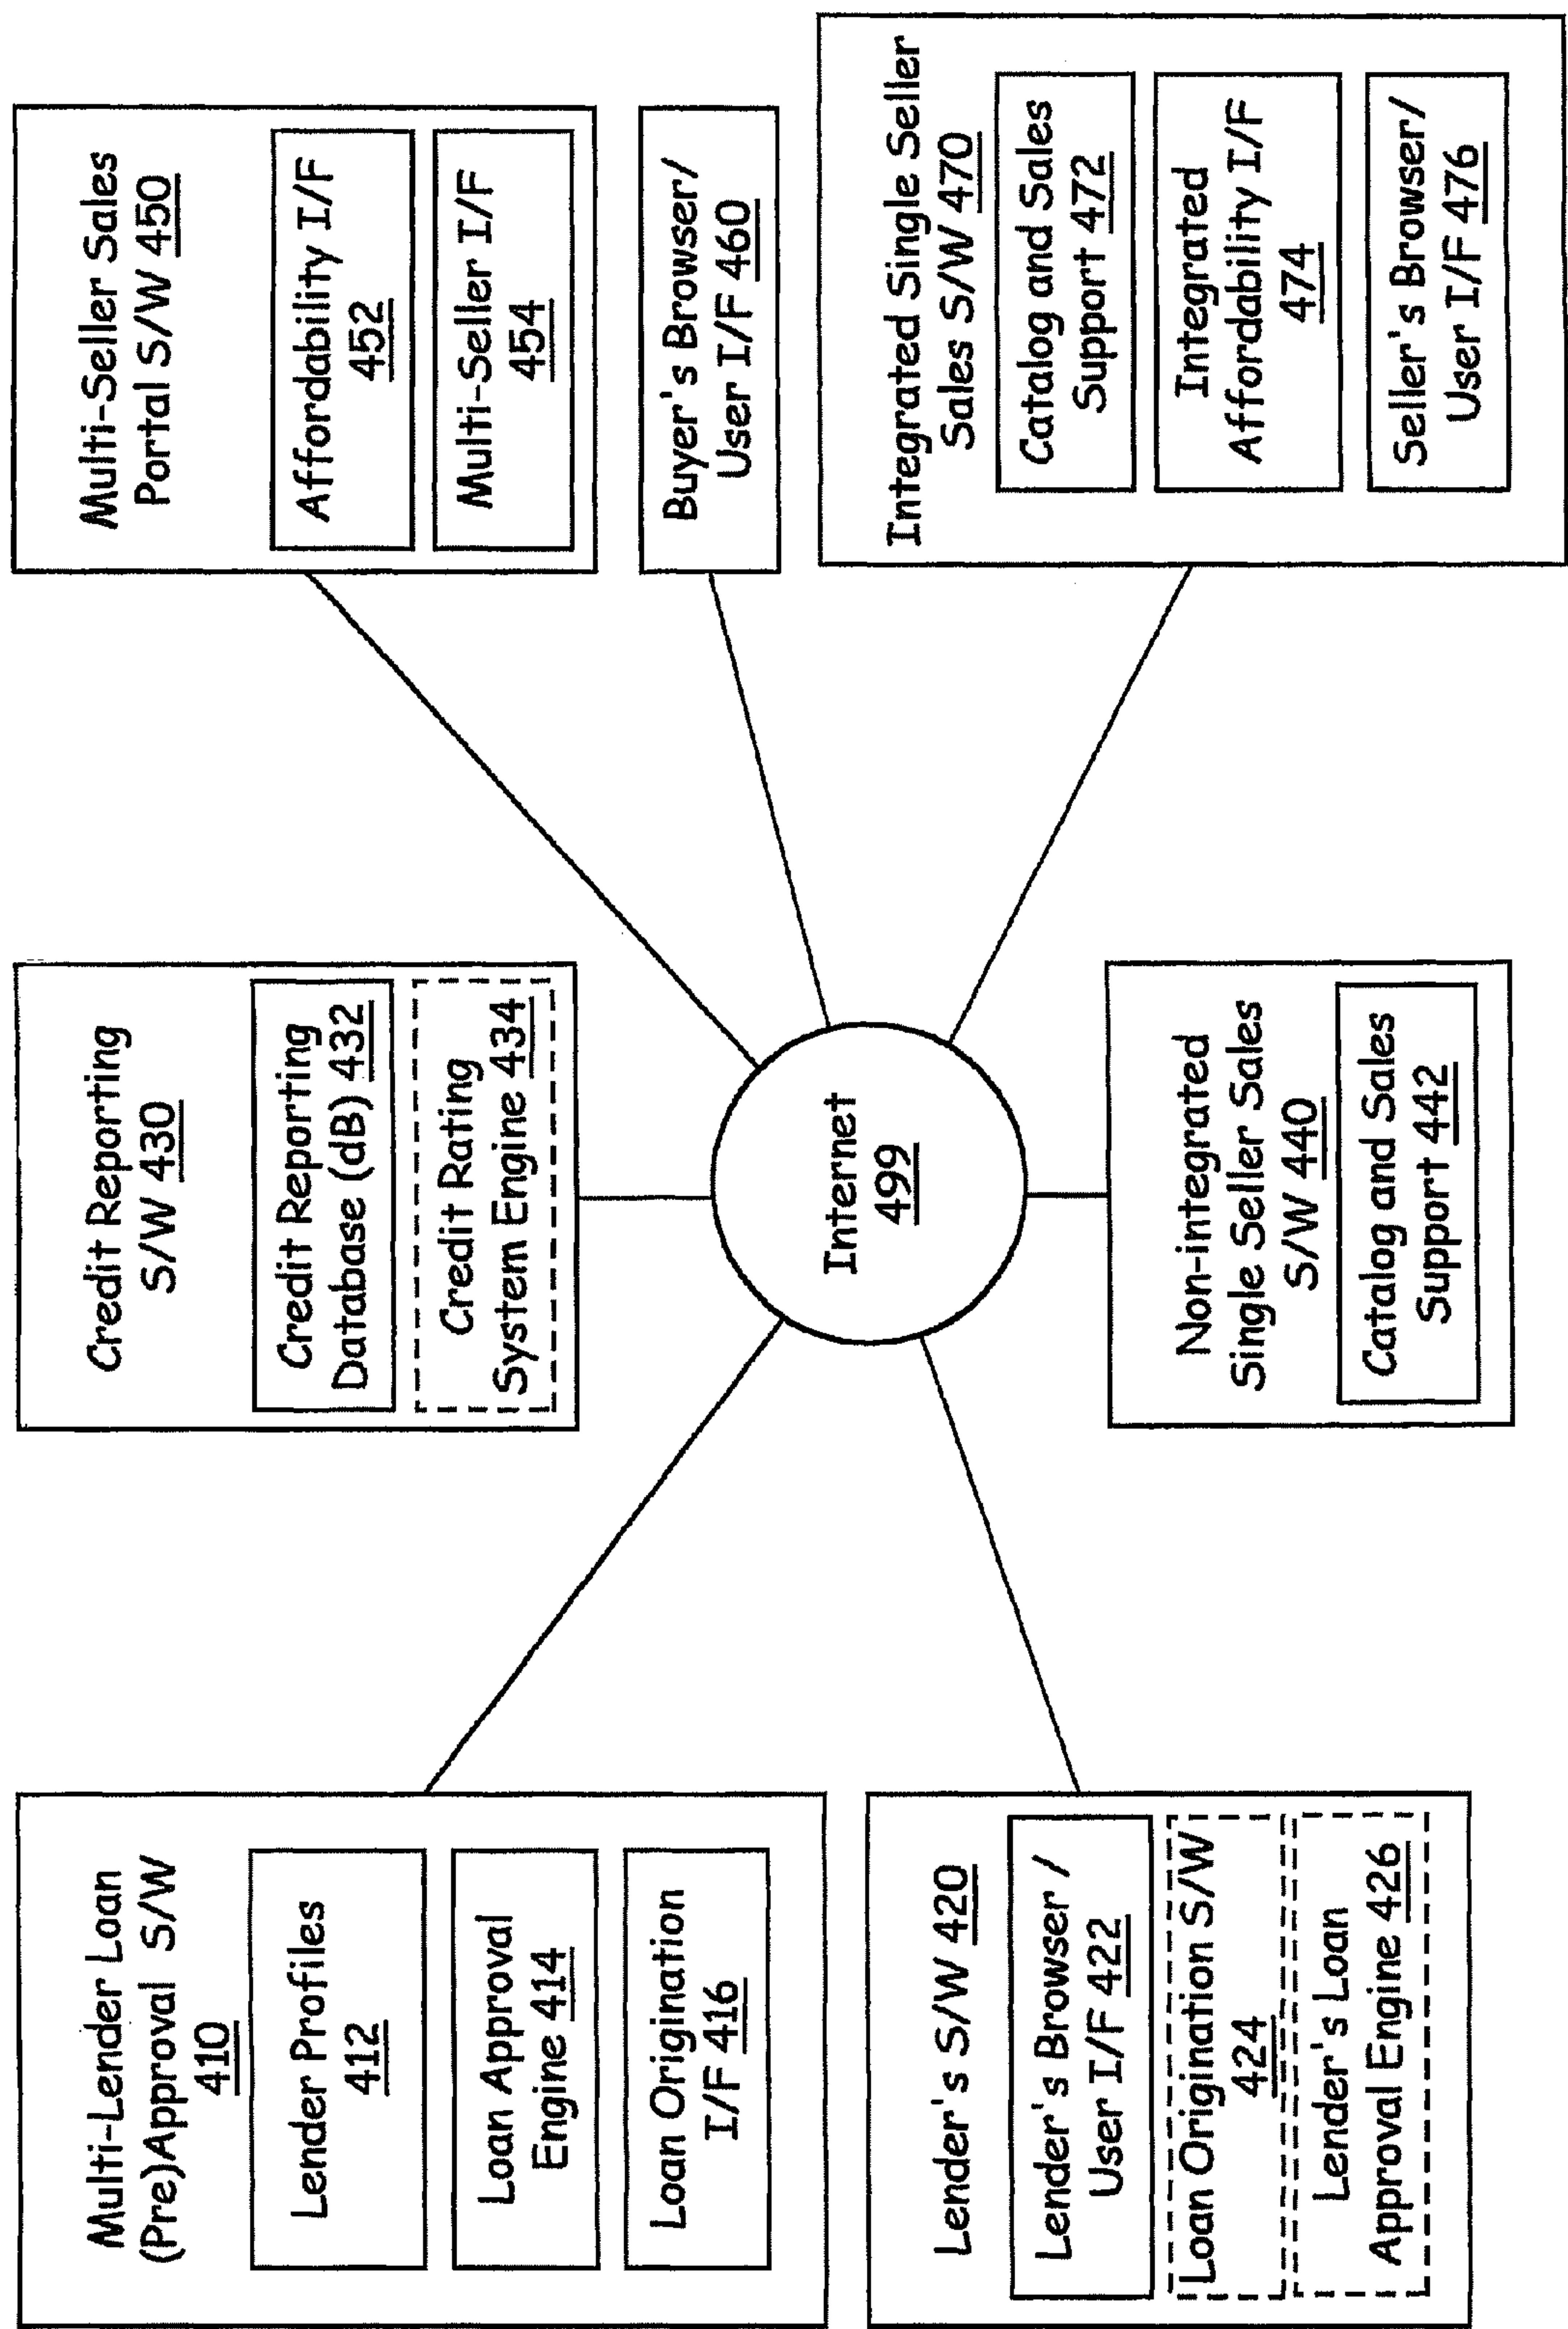 Multi-Lender Loan
(Pre)Approval S/W
410
Lender Profiles
412
Loan Approval
Engine 414
Loan Origination
I/F 416
Lender's S/W 420
Lender's Browser /
User I/F 422
Loan Origination S/W
424
Lender's Loan
Approval Engine 426
Credit Reporting
S/W 430
Credit Reporting
Database (dB) 432
Credit Rating
System Engine 434
Internet
499
Non-integrated
Single Seller Sales
S/W 440
Catalog and Sales
Support 442
Multi-Seller Sales
Portal S/W 450
Affordability I/F
452
Multi-Seller I/F
454
Buyer's Browser/
User I/F 460
Integrated Single Seller
Sales S/W 470
Catalog and Sales
Support 472
Integrated
Affordability I/F
474
Seller's Browser/
User I/F 476